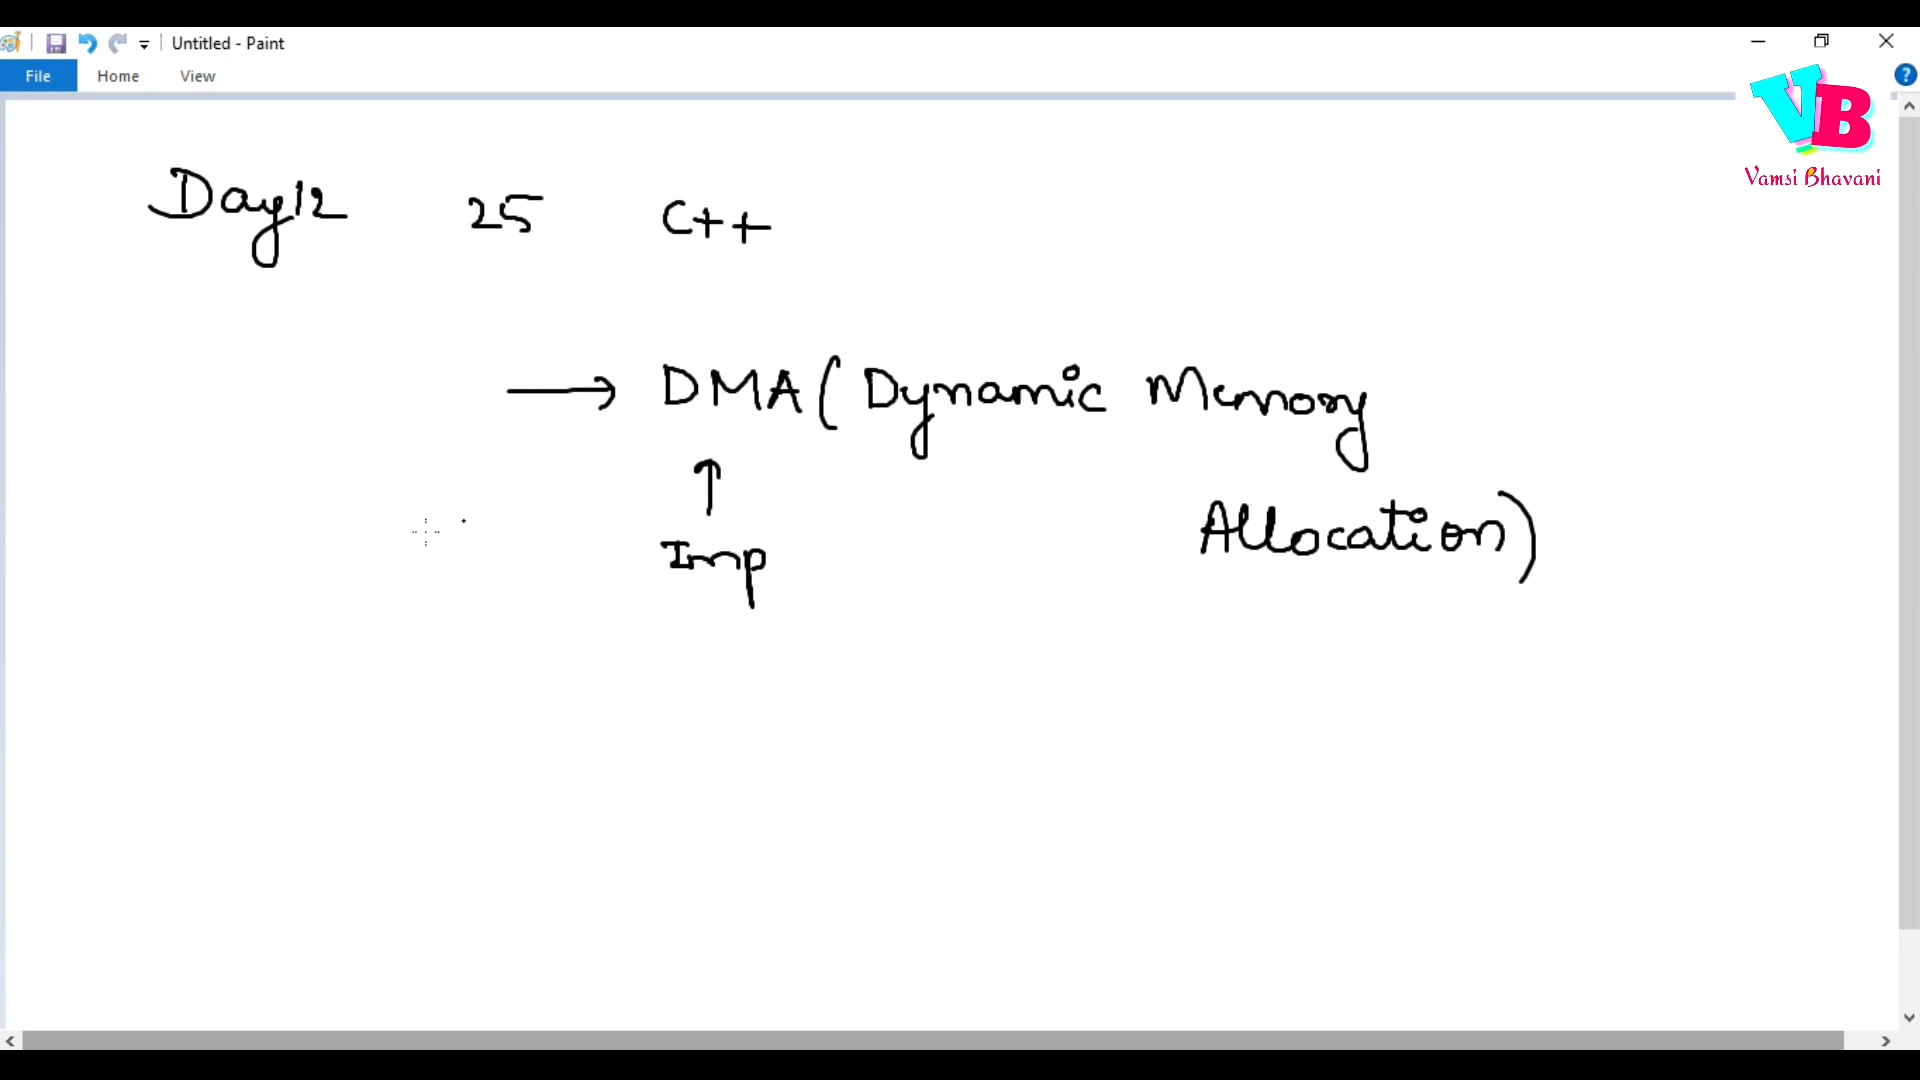 Untitled - Paint
File Home View
VB
Vamsi Bhavani
Day12 25 C++
→ DMA ( Dynamic Memory
↑
Imp
Allocation)